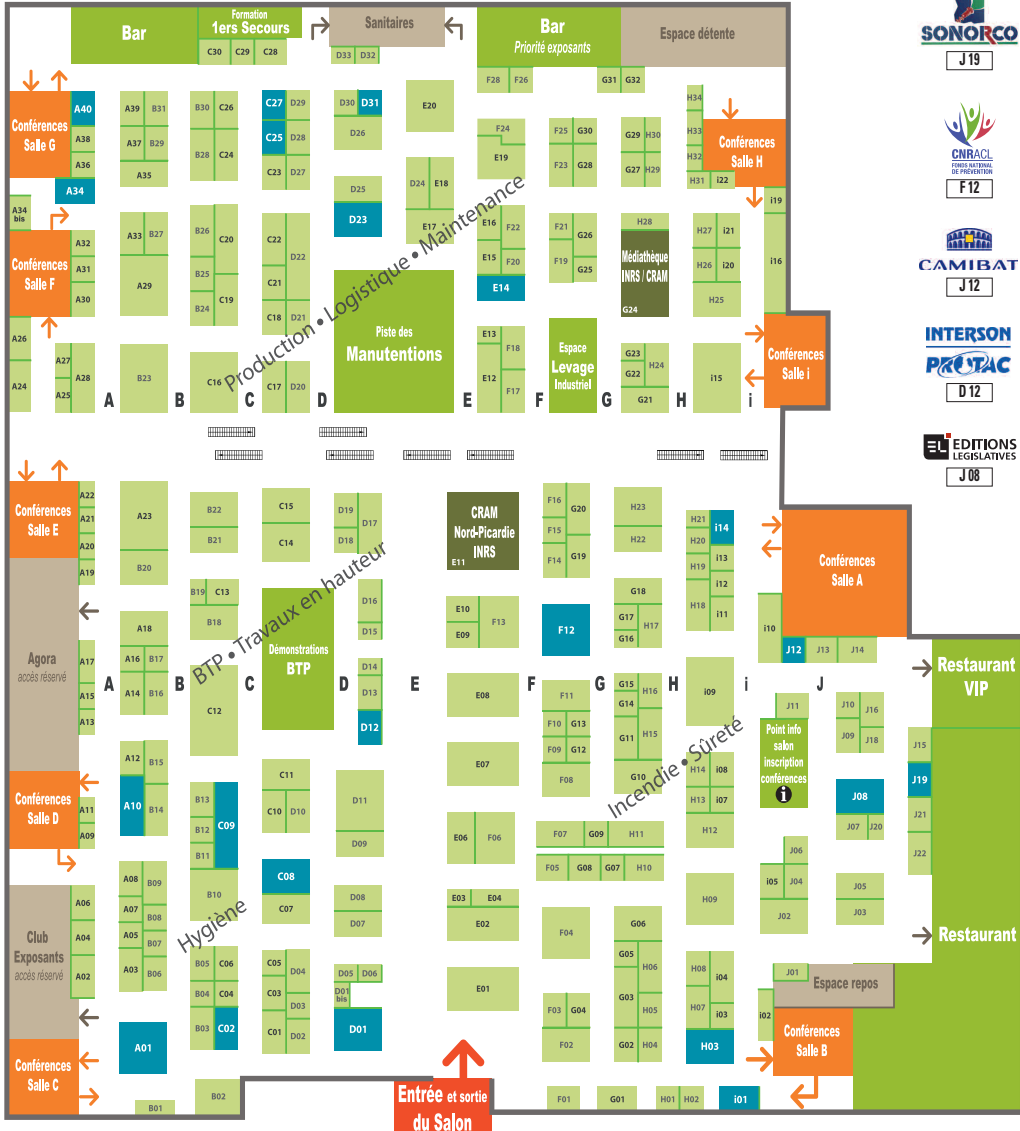 Bar
Formation
1ers Secours
Sanitaires
Bar
Priorité exposants
Espace détente
SONORCO
J 19
C30 C29 C28
D33 D32
F28 F26
G31 G32
Conférences
Salle G
A40
A38
A36
A34
A39 B31
A37 B29
A35
B30 C26
B28 C24
C27 D29
C25 D28
C23 D27
D30 D31
D26
E20
F24
E19
F25 G30
F23 G28
G29 H30
G27 H29
H34
H33
H32
H31 i22
Conférences
Salle H
CNRACL
FONDS NATIONAL
DE PRÉVENTION
F 12
D25
D23
D24 E18
E17
A34
bis
Conférences
Salle F
A32
A31
A30
A33 B27
A29
B26 C20
B25
B24 C19
C22 D22
C21
C18 D21
E16 F22
E15 F20
E14
F21 G26
F19 G25
H28
Médiathèque
INRS / CRAM
G24
H27 i21
H26 i20
H25
i19
i16
CAMIBAT
J 12
Production • Logistique • Maintenance
Piste des
Manutentions
A26
A24
A27
A25 A28
A
B23
B
C16
C
C17 D20
D
E
E13 F18
E12 F17
F
Espace
Levage
Industriel
G
G23 H24
G22
G21
H
i15
i
Conférences
Salle i
INTERSON
PROTAC
D 12
EL EDITIONS
LEGISLATIVES
J 08
Conférences
Salle E
A22
A21
A20
A19
A23
B20
B22
B21
C15
C14
D19 D17
D18
CRAM
Nord-Picardie
INRS
E11
F16 G20
F15
F14 G19
H23
H22
H21 i14
H20 i13
H19 i12
H18 i11
Conférences
Salle A
i10
J12 J13 J14
B19 C13
B18
BTP • Travaux en hauteur
Démonstrations
BTP
D16
D15
E10 F13
E09
F12
G18
G17 H17
G16
Agora
accès réservé
A17
A15
A13
A
A18
A16 B17
A14 B16
B
C12
C
D
D14
D13
D12
E
E08
F
F11
F10 G13
F09 G12
F08
G
G15 H16
G14
G11 H15
G10
H
i09
i
J11
J
J10 J16
J09 J18
Restaurant
VIP
Point info
salon
inscription
conférences
i
A12 B15
A10 B14
Conférences
Salle D
A11
A09
B13 C09
B12
B11
B10
C11
C10 D10
D11
D09
E07
E06 F06
Incendie • Sûreté
H14 i08
H13 i07
H12
F07 G09 H11
F05 G08 G07 H10
J08
J07 J20
J15
J19
J21
J22
A08 B09
A07 B08
A05 B07
A03 B06
C08
C07
D08
D07
E03 E04
E02
F04
G06
G05 H06
G03 H05
G02 H04
H09
J06
i05 J04
J02
J05
J03
Hygiène
Club
Exposants
accès réservé
A06
A04
A02
B05 C06
B04 C04
B03 C02
C05 D04
C03 D03
C01 D02
D05 D06
D01
bis
D01
E01
F03 G04
F02
H08 i04
H07 i03
H03
J01
Espace repos
i02
Conférences
Salle B
Restaurant
A01
Conférences
Salle C
B01
B02
Entrée et sortie
du Salon
F01
G01
H01 H02
i01